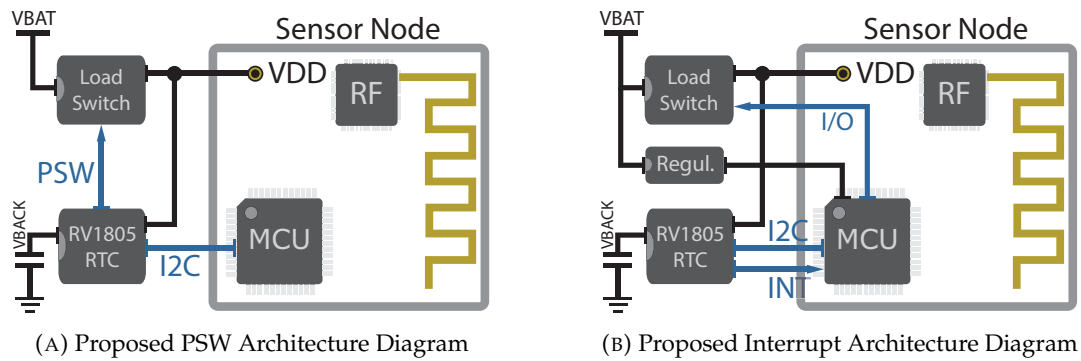 VBAT
Sensor Node
Load
Switch
VDD
RF
PSW
VBACK
RV1805
RTC
I2C
MCU
(A) Proposed PSW Architecture Diagram
VBAT
Sensor Node
Load
Switch
VDD
RF
I/O
Regul.
VBACK
RV1805
RTC
I2C
INT
MCU
(B) Proposed Interrupt Architecture Diagram